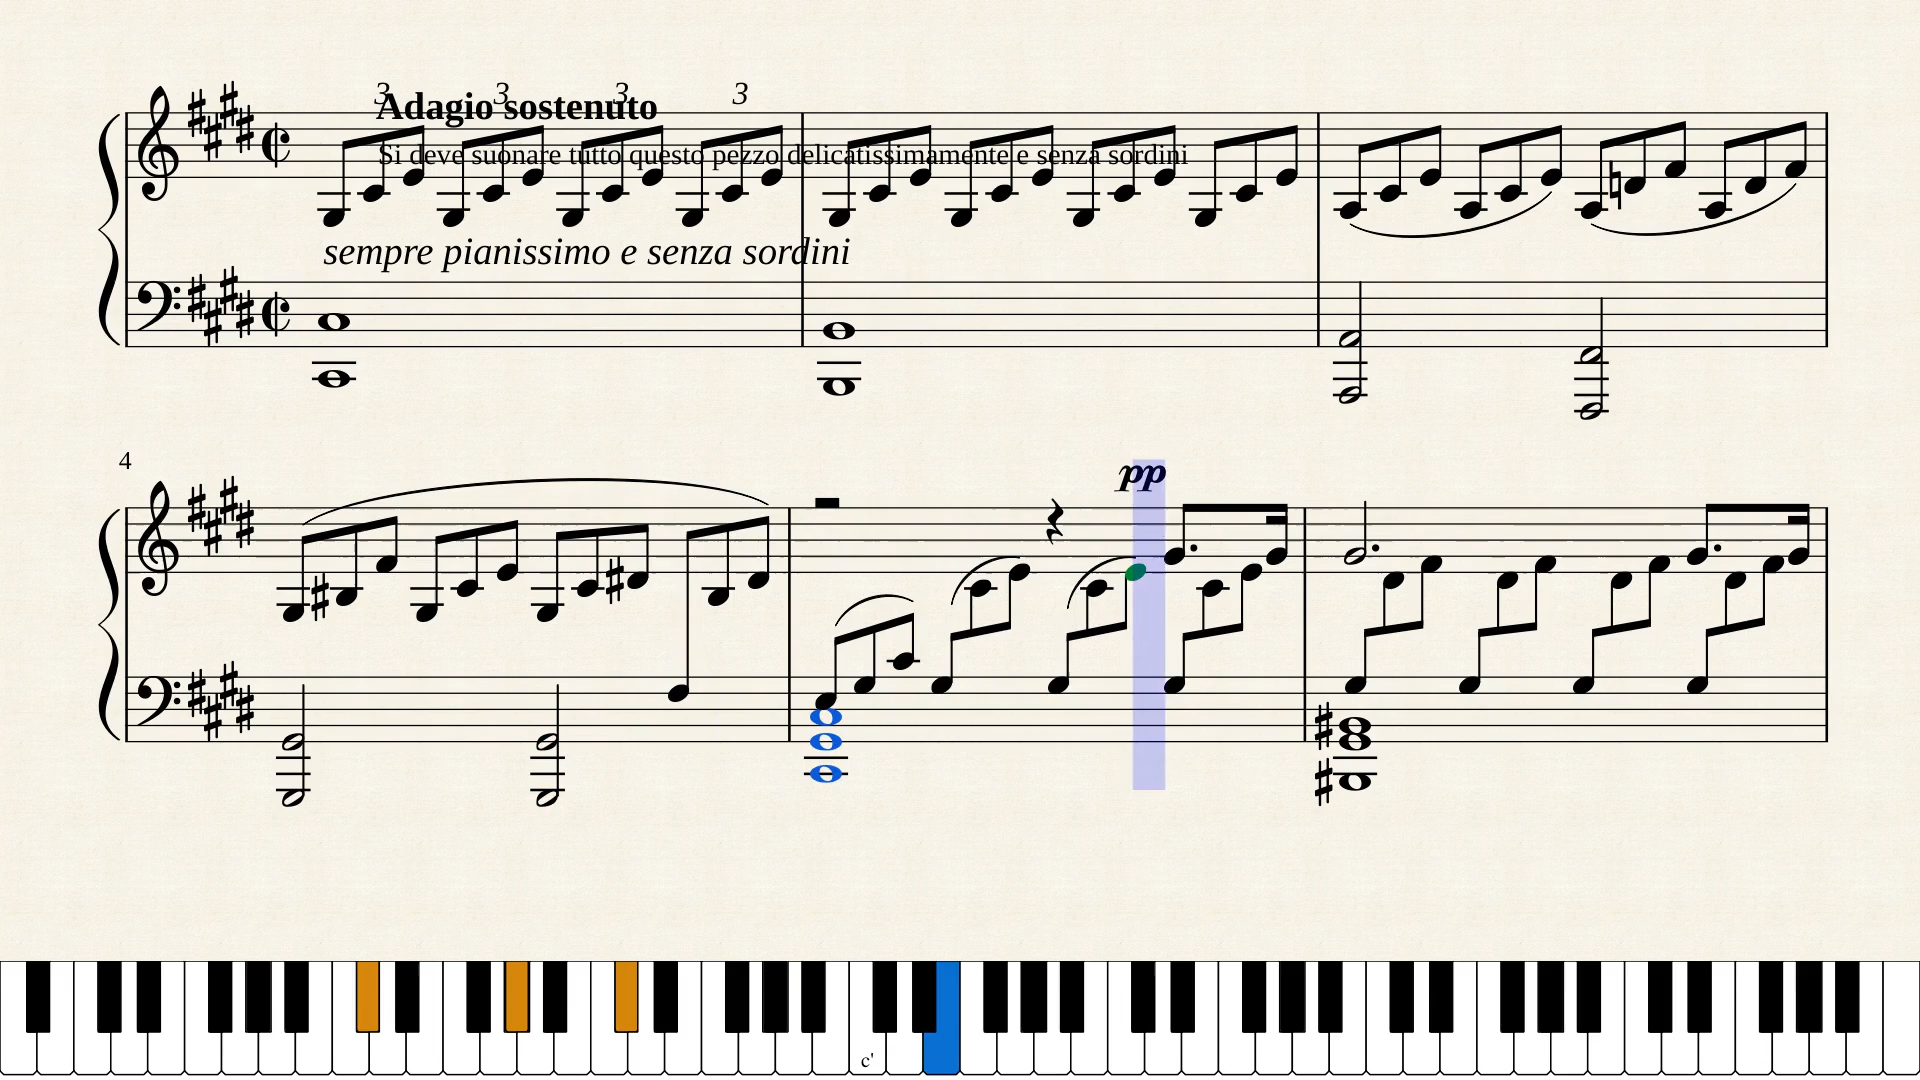 3 3 3 3
Adagio sostenuto
Si deve suonare tutto questo pezzo delicatissimamente e senza sordini
sempre pianissimo e senza sordini
4
pp
c'